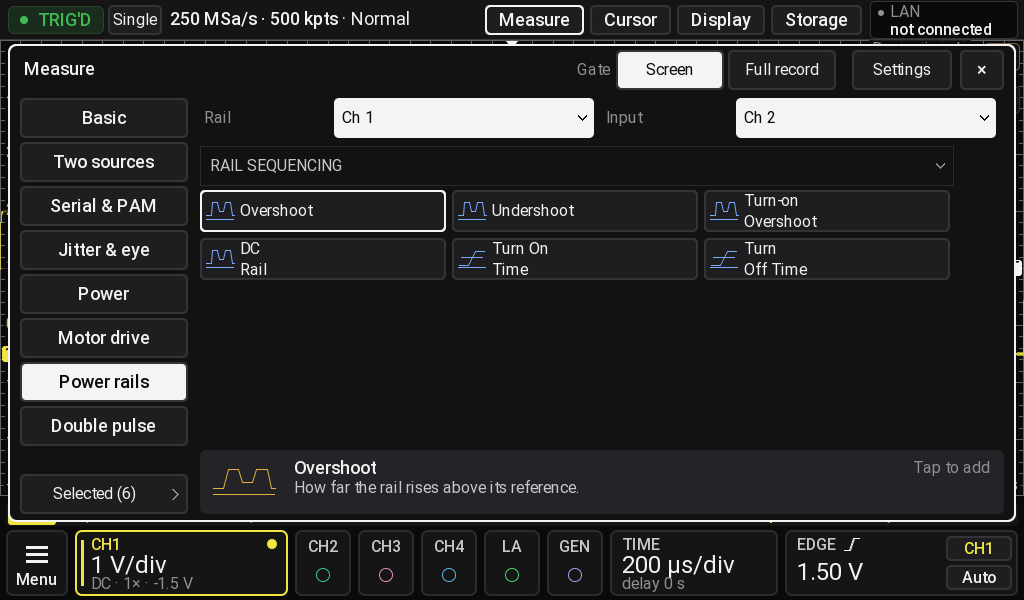 TRIG'D
Single
250 MSa/s · 500 kpts · Normal
Measure
Cursor
Display
Storage
LAN
not connected
Measure
Gate
Screen
Full record
Settings
×
Basic
Rail
Ch 1
Input
Ch 2
Two sources
RAIL SEQUENCING
Serial & PAM
Overshoot
Undershoot
Turn-on
Overshoot
Jitter & eye
DC
Rail
Turn On
Time
Turn
Off Time
Power
Motor drive
Power rails
Double pulse
Selected (6)
Overshoot
Tap to add
How far the rail rises above its reference.
Menu
CH1
1 V/div
DC · 1× · -1.5 V
CH2
CH3
CH4
LA
GEN
TIME
200 µs/div
delay 0 s
EDGE
1.50 V
CH1
Auto